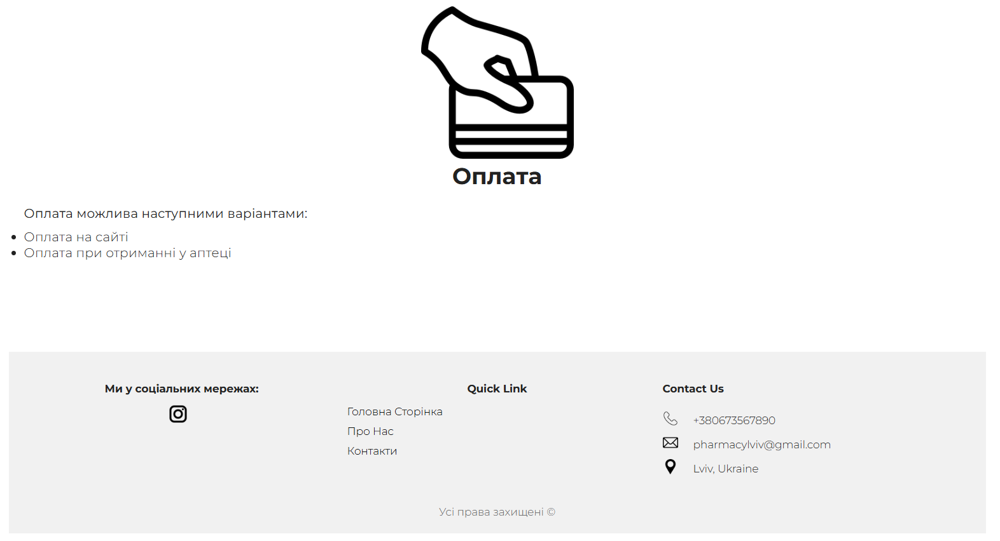 Оплата
Оплата можлива наступними варіантами:
Оплата на сайті
Оплата при отриманні у аптеці
Ми у соціальних мережах:
Quick Link
Головна Сторінка
Про Нас
Контакти
Contact Us
+380673567890
pharmacylviv@gmail.com
Lviv, Ukraine
Усі права захищені ©